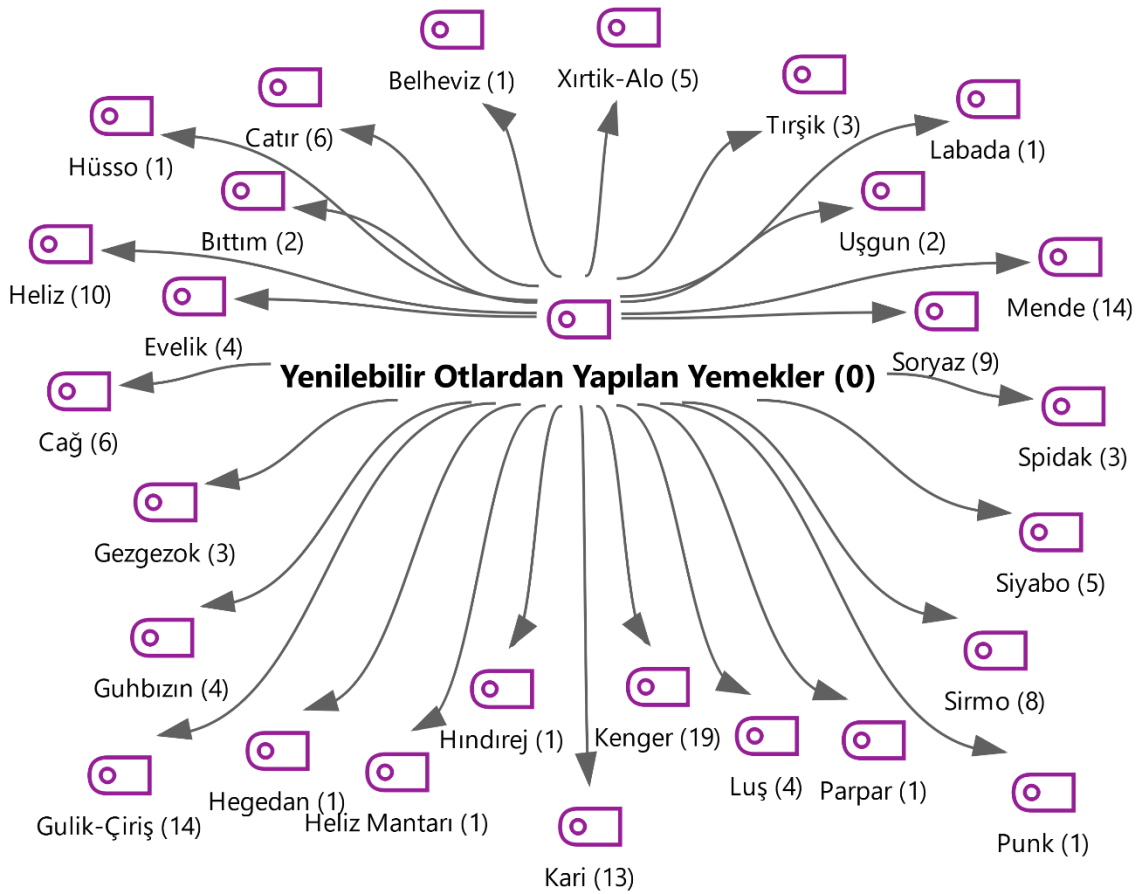 Belheviz (1)
Xırtik-Alo (5)
Catır (6)
Tırşik (3)
Hüsso (1)
Labada (1)
Bıttım (2)
Uşgun (2)
Heliz (10)
Mende (14)
Evelik (4)
Soryaz (9)
Yenilebilir Otlardan Yapılan Yemekler (0)
Cağ (6)
Spidak (3)
Gezgezok (3)
Siyabo (5)
Guhbızın (4)
Sirmo (8)
Hındırej (1)
Kenger (19)
Luş (4)
Parpar (1)
Hegedan (1)
Heliz Mantarı (1)
Gulik-Çiriş (14)
Punk (1)
Kari (13)